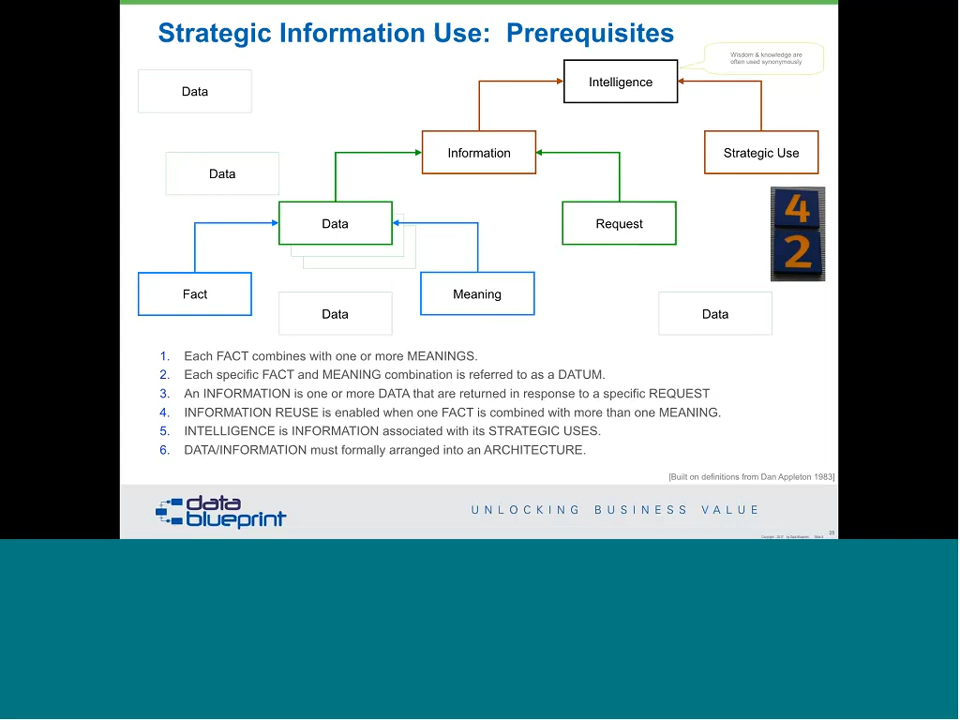 Strategic Information Use: Prerequisites
Wisdom & knowledge are
often used synonymously
Data
Intelligence
Information
Strategic Use
Data
Data
Request
4
2
Fact
Meaning
Data
Data
1. Each FACT combines with one or more MEANINGS.
2. Each specific FACT and MEANING combination is referred to as a DATUM.
3. An INFORMATION is one or more DATA that are returned in response to a specific REQUEST
4. INFORMATION REUSE is enabled when one FACT is combined with more than one MEANING.
5. INTELLIGENCE is INFORMATION associated with its STRATEGIC USES.
6. DATA/INFORMATION must formally arranged into an ARCHITECTURE.
[Built on definitions from Dan Appleton 1983]
data
blueprint
UNLOCKING BUSINESS VALUE